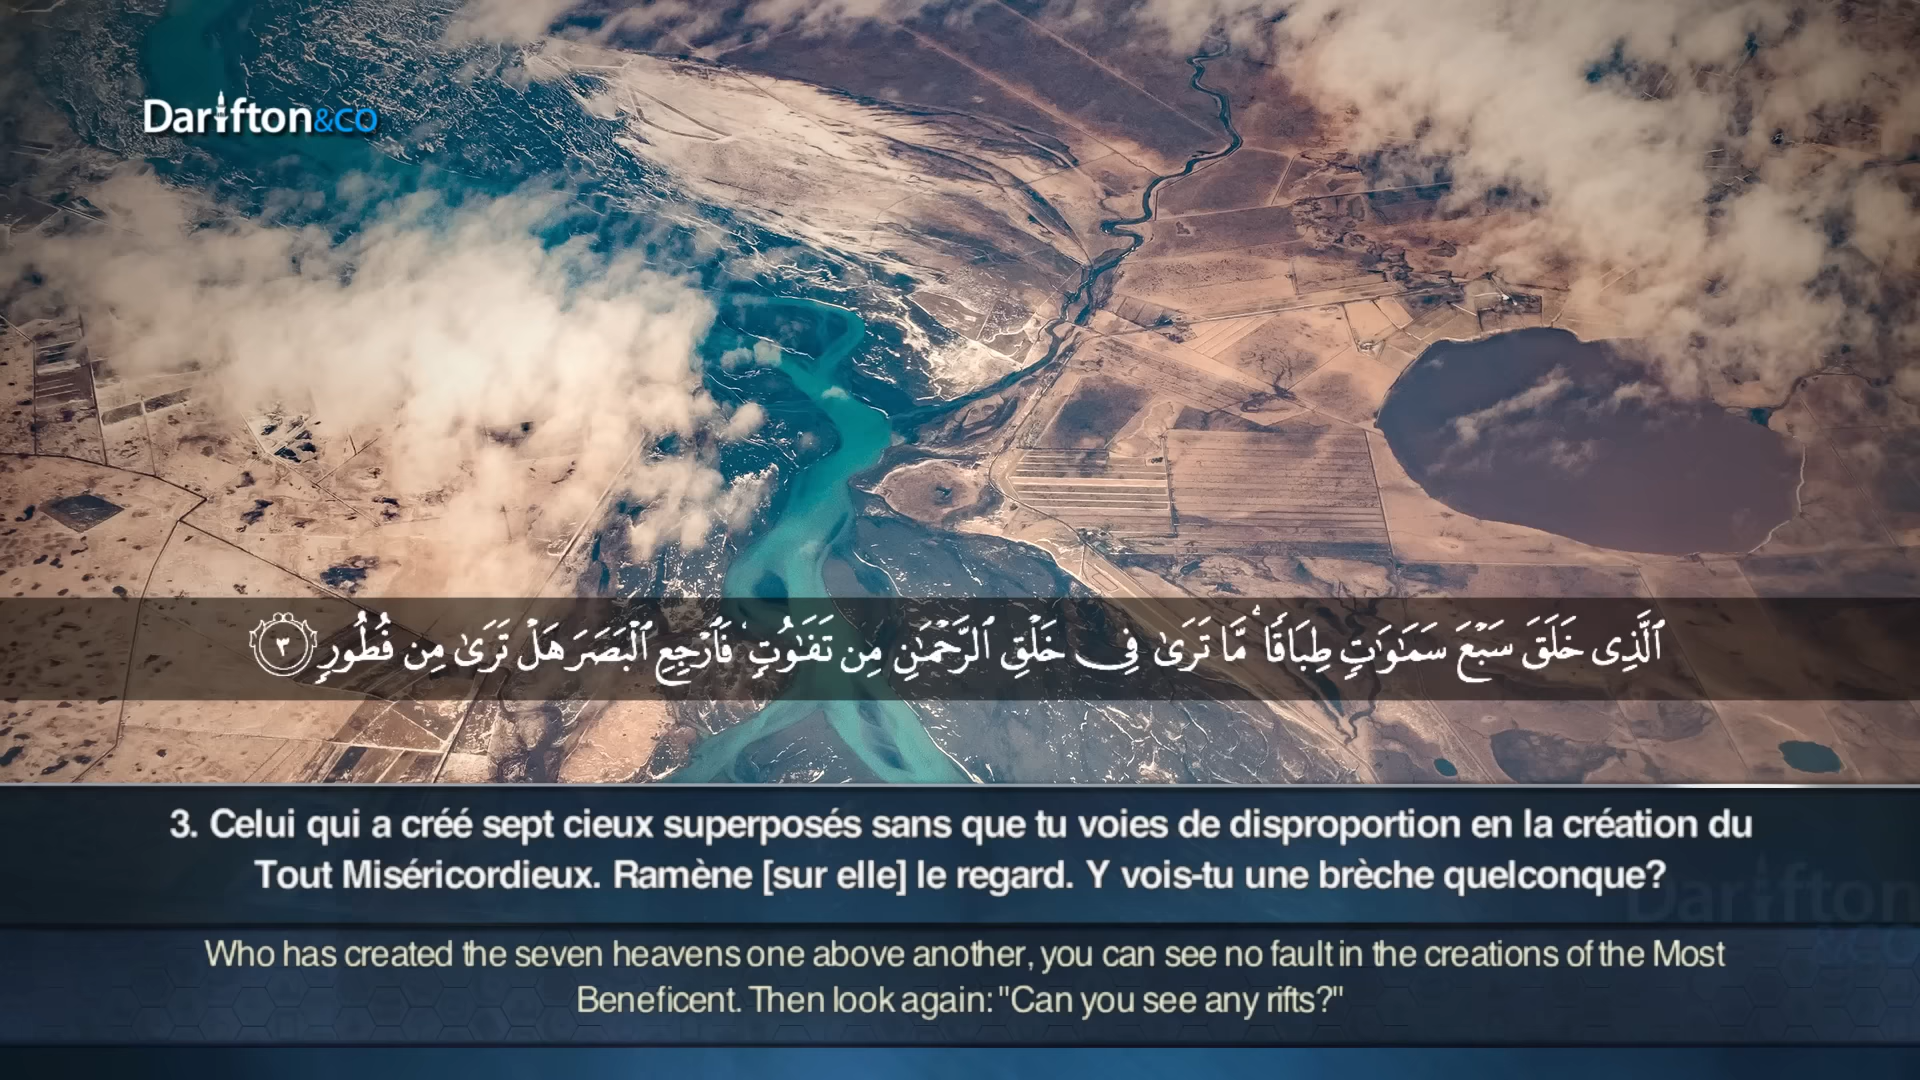 Darifton&co
ٱلَّذِى خَلَقَ سَبْعَ سَمَٰوَٰتٍ طِبَاقًا ۖ مَّا تَرَىٰ فِى خَلْقِ ٱلرَّحْمَٰنِ مِن تَفَٰوُتٍ ۖ فَٱرْجِعِ ٱلْبَصَرَ هَلْ تَرَىٰ مِن فُطُورٍ ٣
3. Celui qui a créé sept cieux superposés sans que tu voies de disproportion en la création du
Tout Miséricordieux. Ramène [sur elle] le regard. Y vois-tu une brèche quelconque?
Darifton
&co
Who has created the seven heavens one above another, you can see no fault in the creations of the Most
Beneficent. Then look again: "Can you see any rifts?"